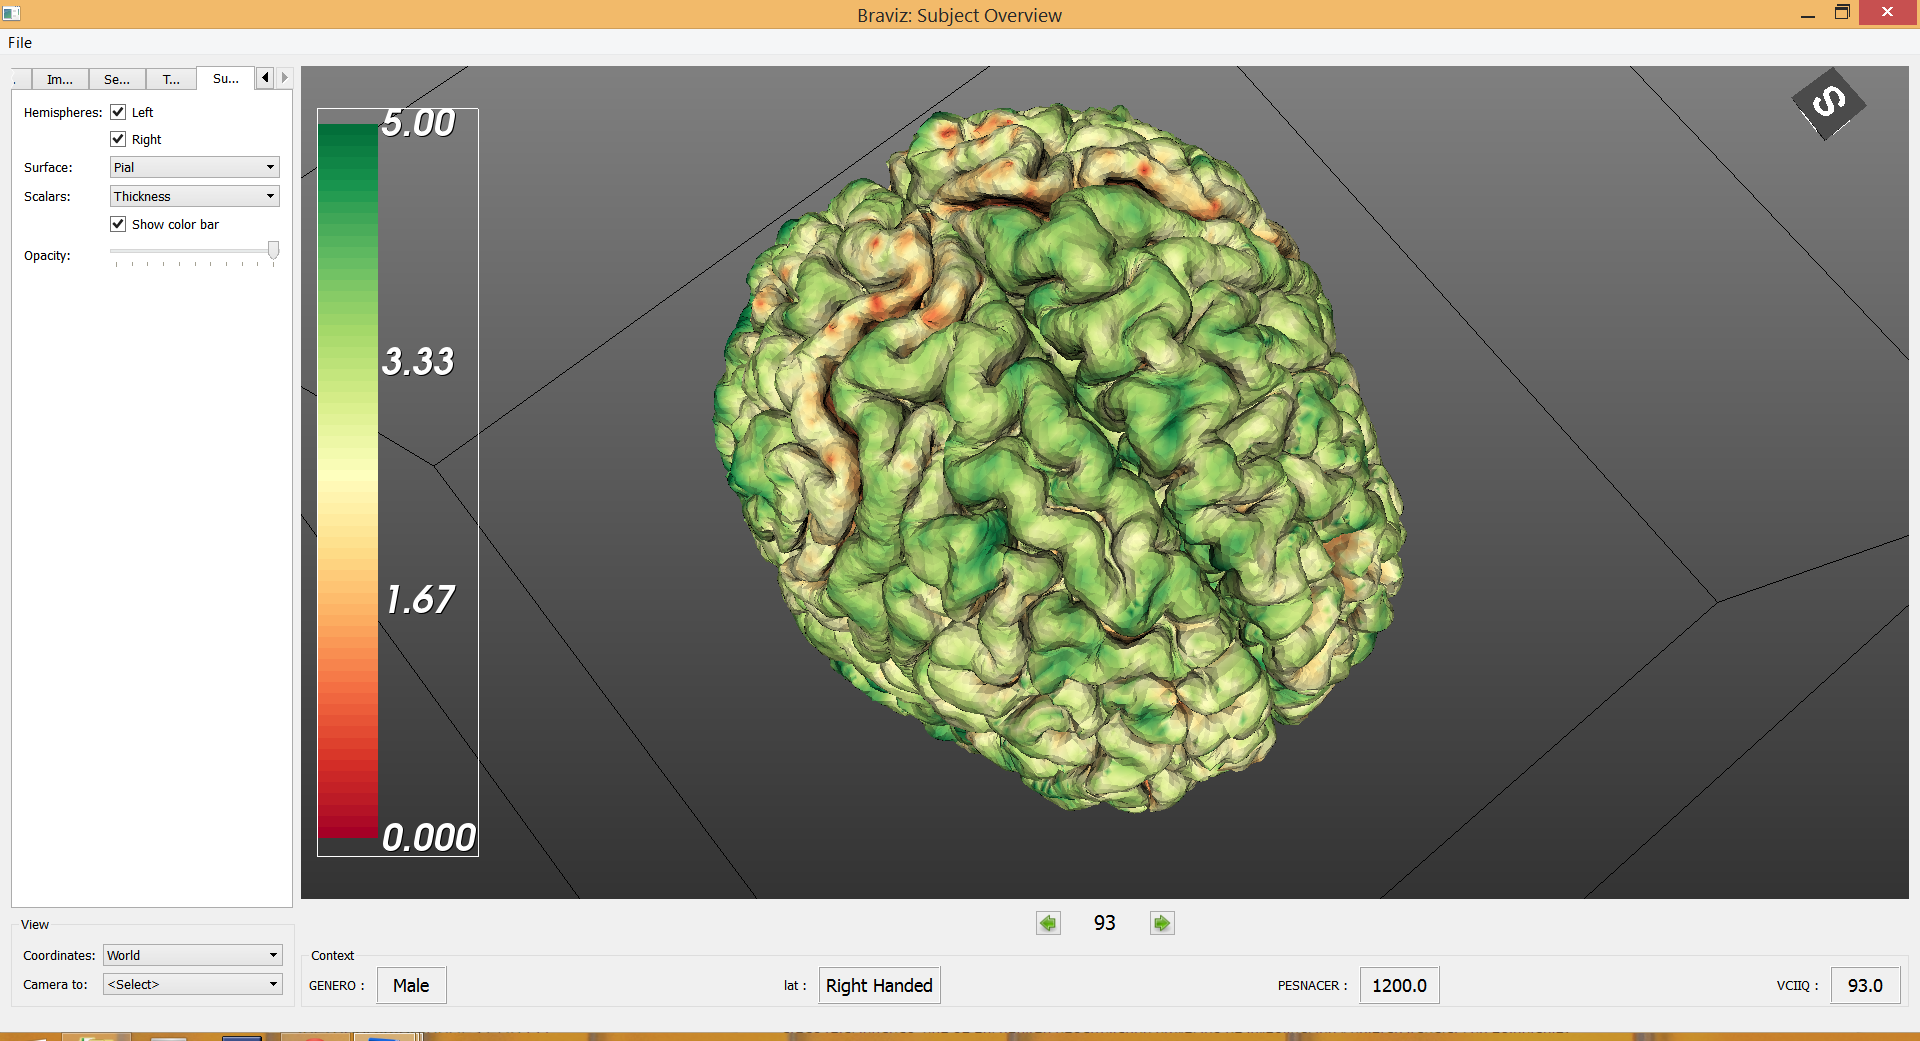 Braviz: Subject Overview
File
Im... Se... T... Su...
Hemispheres: Left
Right
Surface: Pial
Scalars: Thickness
Show color bar
Opacity:
5.00
3.33
1.67
0.000
S
93
View
Coordinates: World
Camera to: <Select>
Context
GENERO : Male lat : Right Handed PESNACER : 1200.0 VCIIQ : 93.0